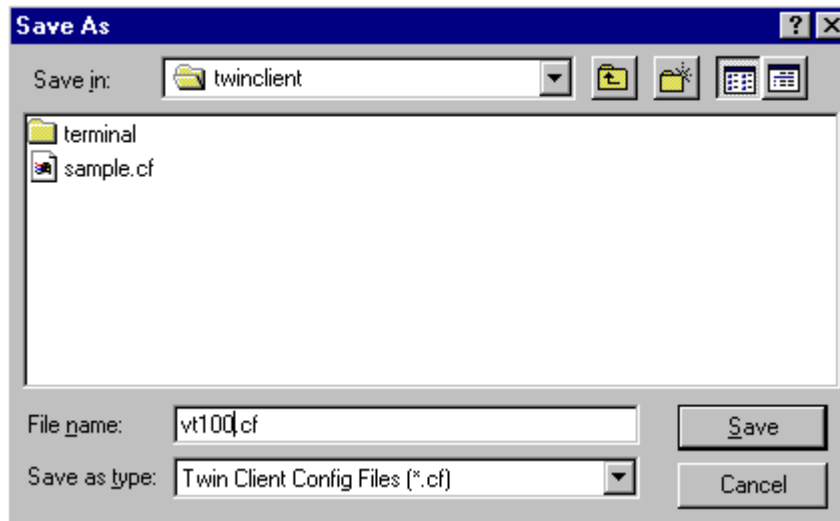 Save As
Save in: twinclient
terminal
sample.cf
File name: vt100.cf Save
Save as type: Twin Client Config Files (*.cf) Cancel